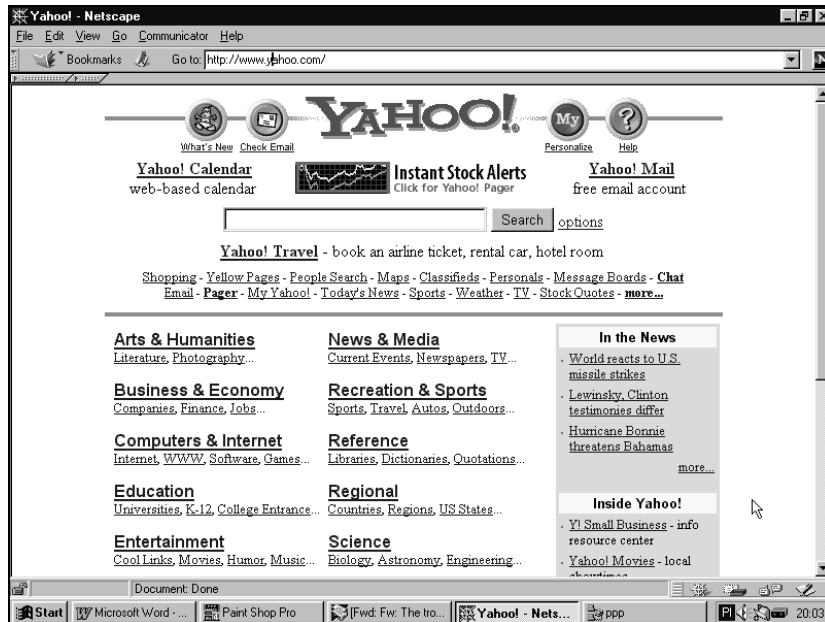 Yahoo! - Netscape
File Edit View Go Communicator Help
Bookmarks Go to: http://www.yahoo.com/
YAHOO!
What's New Check Email My Personalize ? Help
Yahoo! Calendar
web-based calendar
Instant Stock Alerts
Click for Yahoo! Pager
Yahoo! Mail
free email account
Search options
Yahoo! Travel - book an airline ticket, rental car, hotel room
Shopping - Yellow Pages - People Search - Maps - Classifieds - Personals - Message Boards - Chat
Email - Pager - My Yahoo! - Today's News - Sports - Weather - TV - Stock Quotes - more...
Arts & Humanities
Literature, Photography...
Business & Economy
Companies, Finance, Jobs...
Computers & Internet
Internet, WWW, Software, Games...
Education
Universities, K-12, College Entrance...
Entertainment
Cool Links, Movies, Humor, Music...
News & Media
Current Events, Newspapers, TV...
Recreation & Sports
Sports, Travel, Autos, Outdoors...
Reference
Libraries, Dictionaries, Quotations...
Regional
Countries, Regions, US States...
Science
Biology, Astronomy, Engineering...
In the News
· World reacts to U.S.
missile strikes
· Lewinsky, Clinton
testimonies differ
· Hurricane Bonnie
threatens Bahamas
more...
Inside Yahoo!
· Y! Small Business - info
resource center
· Yahoo! Movies - local
showtimes
Document: Done
Start Microsoft Word - ... Paint Shop Pro [Fwd: Fw: The tro... Yahoo! - Nets... ppp Pl 20:03